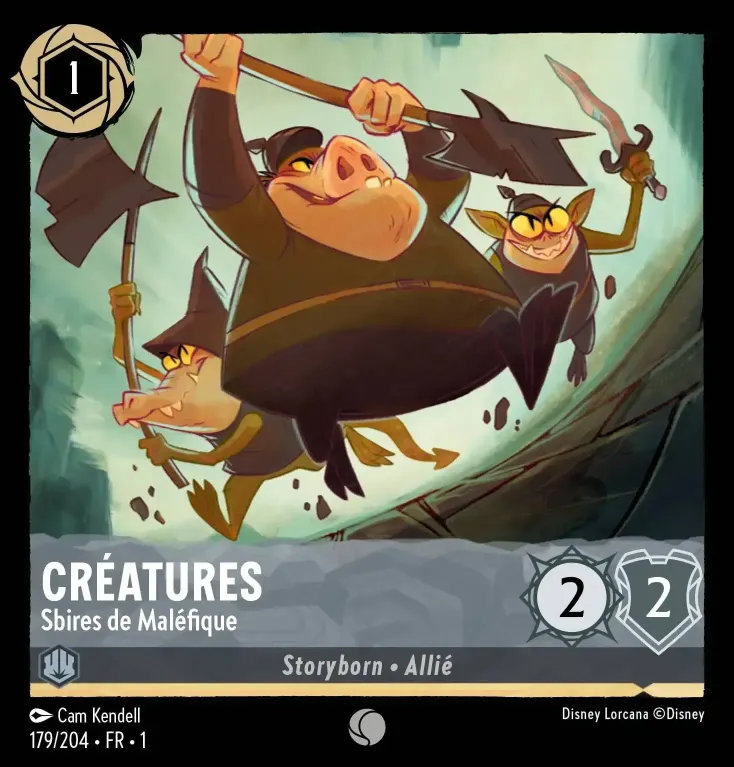 1
CRÉATURES
Sbires de Maléfique
2
2
Storyborn • Allié
Cam Kendell
Disney Lorcana ©Disney
179/204 • FR • 1